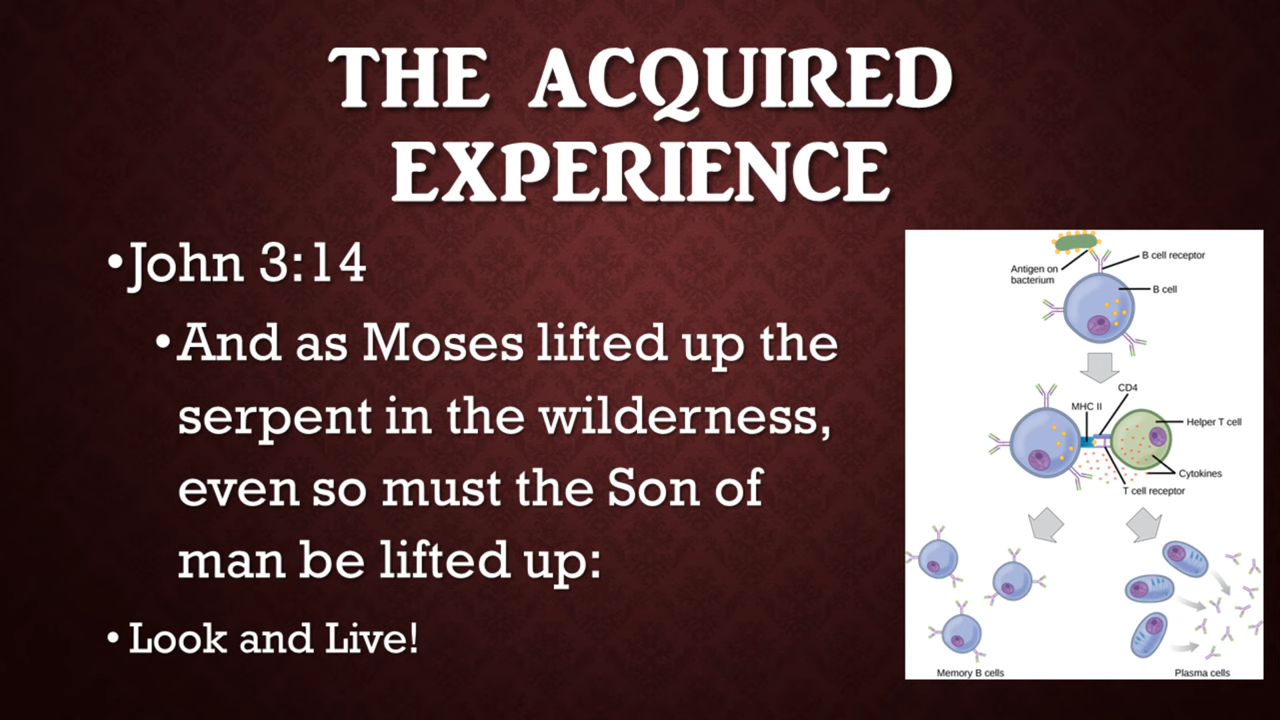 THE ACQUIRED
EXPERIENCE
•John 3:14
•And as Moses lifted up the
serpent in the wilderness,
even so must the Son of
man be lifted up:
•Look and Live!
B cell receptor
Antigen on
bacterium
B cell
CD4
MHC II
Helper T cell
Cytokines
T cell receptor
Memory B cells
Plasma cells